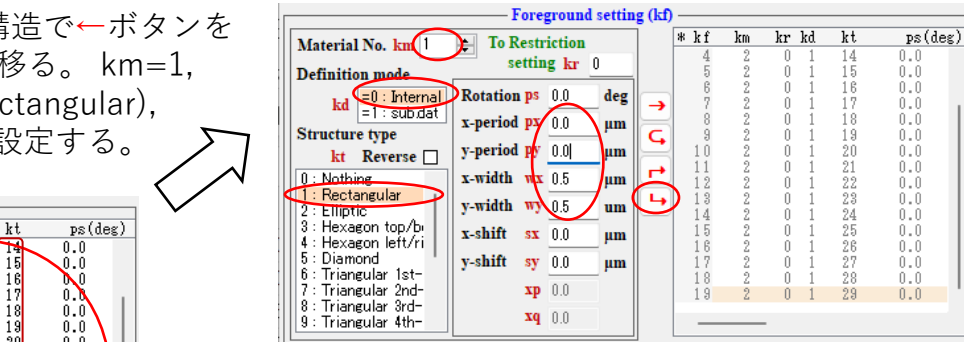 構造で←ボタンを
移る。 km=1,
ctangular),
設定する。
kt ps(deg)
14 0.0
15 0.0
16 0.0
17 0.0
18 0.0
19 0.0
20 0.0
Foreground setting (kf)
Material No. km 1
To Restriction
setting kr 0
Definition mode
kd =0 : Internal
=1 : sub.dat
Structure type
kt Reverse
0 : Nothing
1 : Rectangular
2 : Elliptic
3 : Hexagon top/b
4 : Hexagon left/ri
5 : Diamond
6 : Triangular 1st-
7 : Triangular 2nd-
8 : Triangular 3rd-
9 : Triangular 4th-
Rotation ps 0.0 deg
x-period px 0.0 μm
y-period py 0.0 μm
x-width wx 0.5 μm
y-width wy 0.5 um
x-shift sx 0.0 μm
y-shift sy 0.0 μm
xp 0.0
xq 0.0
* kf km kr kd kt ps(deg)
4 2 0 1 14 0.0
5 2 0 1 15 0.0
6 2 0 1 16 0.0
7 2 0 1 17 0.0
8 2 0 1 18 0.0
9 2 0 1 19 0.0
10 2 0 1 20 0.0
11 2 0 1 21 0.0
12 2 0 1 22 0.0
13 2 0 1 23 0.0
14 2 0 1 24 0.0
15 2 0 1 25 0.0
16 2 0 1 26 0.0
17 2 0 1 27 0.0
18 2 0 1 28 0.0
19 2 0 1 29 0.0